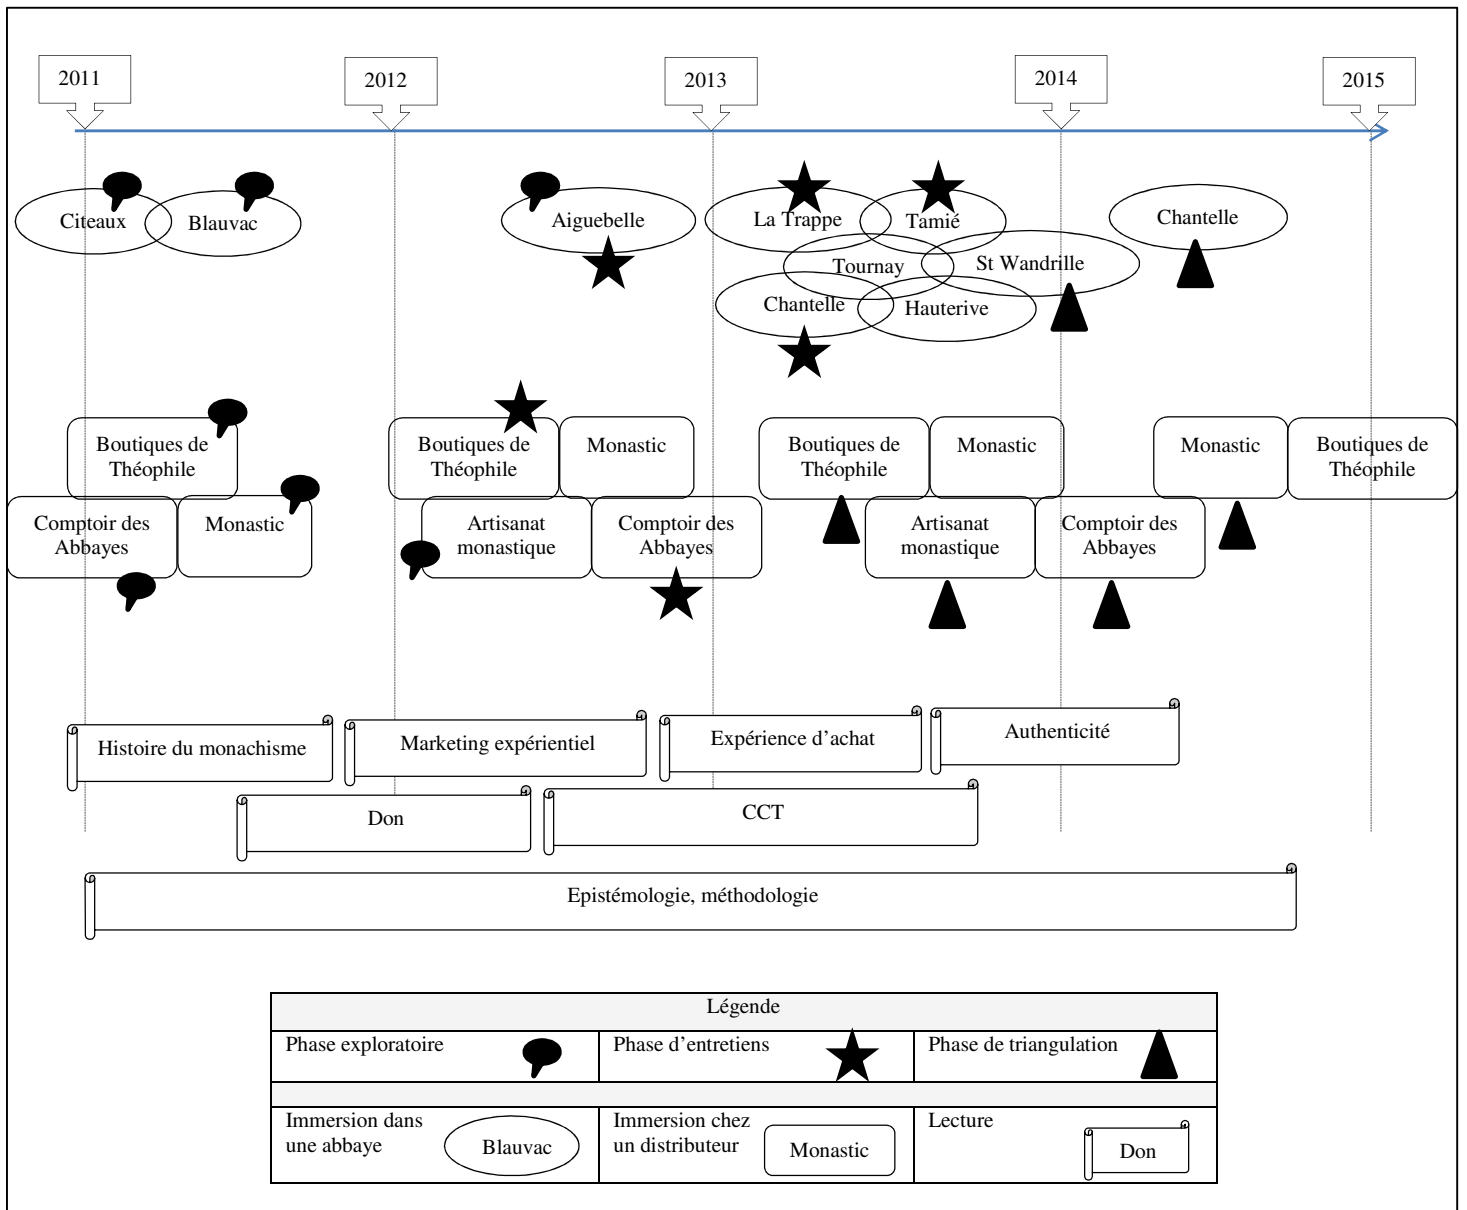 2011
2012
2013
2014
2015
Citeaux
Blauvac
Aiguebelle
La Trappe
Tamié
Chantelle
Tournay
St Wandrille
Chantelle
Hauterive
Boutiques de
Théophile
Boutiques de
Théophile
Monastic
Boutiques de
Théophile
Monastic
Monastic
Boutiques de
Théophile
Comptoir des
Abbayes
Monastic
Artisanat
monastique
Comptoir des
Abbayes
Artisanat
monastique
Comptoir des
Abbayes
Histoire du monachisme
Marketing expérientiel
Expérience d’achat
Authenticité
Don
CCT
Epistémologie, méthodologie
Légende
Phase exploratoire
Phase d’entretiens
Phase de triangulation
Immersion dans
une abbaye
Blauvac
Immersion chez
un distributeur
Monastic
Lecture
Don